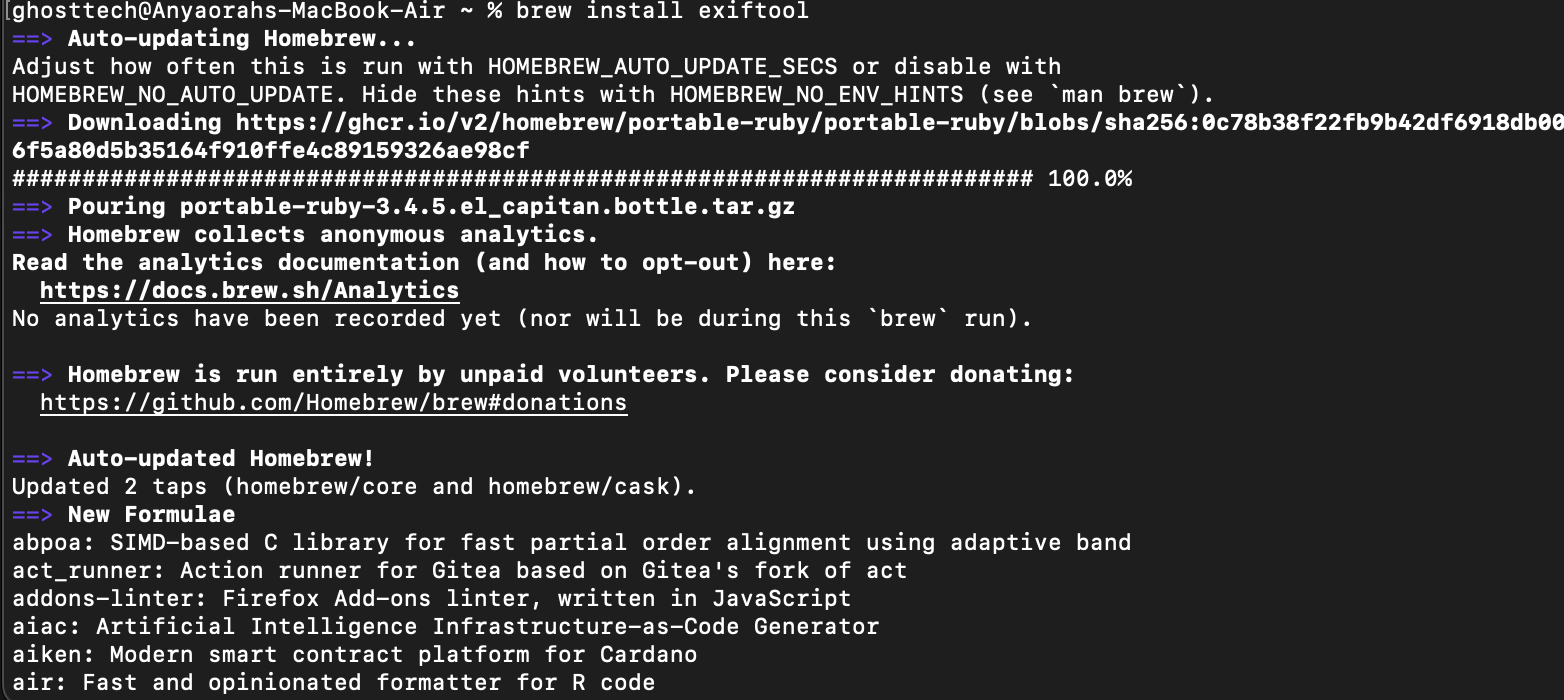 [ghosttech@Anyaorahs-MacBook-Air ~ % brew install exiftool
==> Auto-updating Homebrew...
Adjust how often this is run with HOMEBREW_AUTO_UPDATE_SECS or disable with
HOMEBREW_NO_AUTO_UPDATE. Hide these hints with HOMEBREW_NO_ENV_HINTS (see `man brew`).
==> Downloading https://ghcr.io/v2/homebrew/portable-ruby/portable-ruby/blobs/sha256:0c78b38f22fb9b42df6918db00
6f5a80d5b35164f910ffe4c89159326ae98cf
######################################################################### 100.0%
==> Pouring portable-ruby-3.4.5.el_capitan.bottle.tar.gz
==> Homebrew collects anonymous analytics.
Read the analytics documentation (and how to opt-out) here:
  https://docs.brew.sh/Analytics
No analytics have been recorded yet (nor will be during this `brew` run).

==> Homebrew is run entirely by unpaid volunteers. Please consider donating:
  https://github.com/Homebrew/brew#donations

==> Auto-updated Homebrew!
Updated 2 taps (homebrew/core and homebrew/cask).
==> New Formulae
abpoa: SIMD-based C library for fast partial order alignment using adaptive band
act_runner: Action runner for Gitea based on Gitea's fork of act
addons-linter: Firefox Add-ons linter, written in JavaScript
aiac: Artificial Intelligence Infrastructure-as-Code Generator
aiken: Modern smart contract platform for Cardano
air: Fast and opinionated formatter for R code